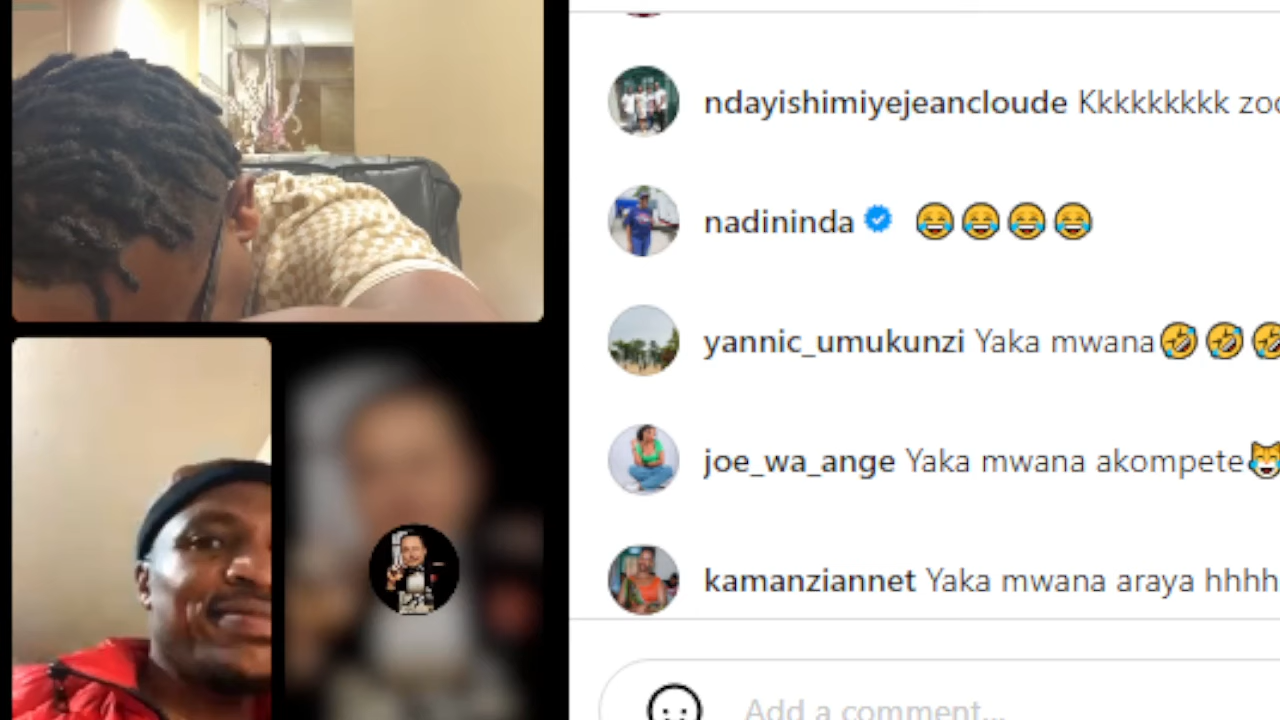 ndayishimiyejeancloude Kkkkkkkkk
nadininda 😂😂😂😂
yannic_umukunzi Yaka mwana🤣🤣🤣
joe_wa_ange Yaka mwana akompete😹
kamanziannet Yaka mwana araya hhhh
Add a comment...